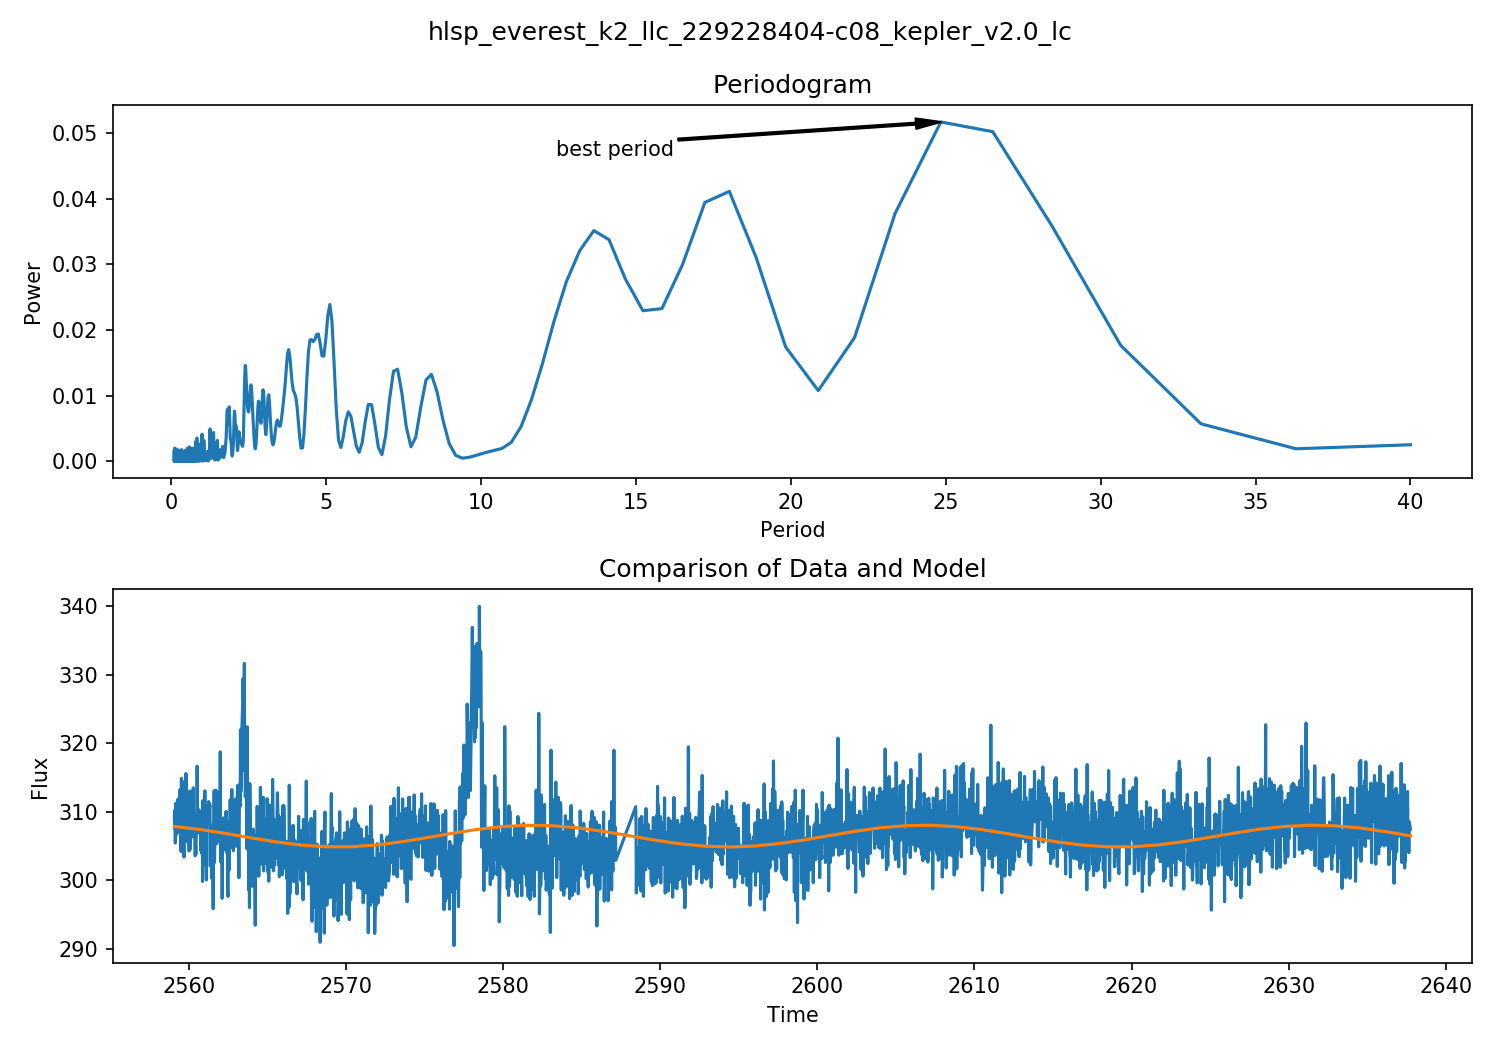 hlsp_everest_k2_llc_229228404-c08_kepler_v2.0_lc
Periodogram
0.05
0.04
0.03
0.02
0.01
0.00
Power
best period
0 5 10 15 20 25 30 35 40
Period
Comparison of Data and Model
340
330
320
310
300
290
Flux
2560 2570 2580 2590 2600 2610 2620 2630 2640
Time